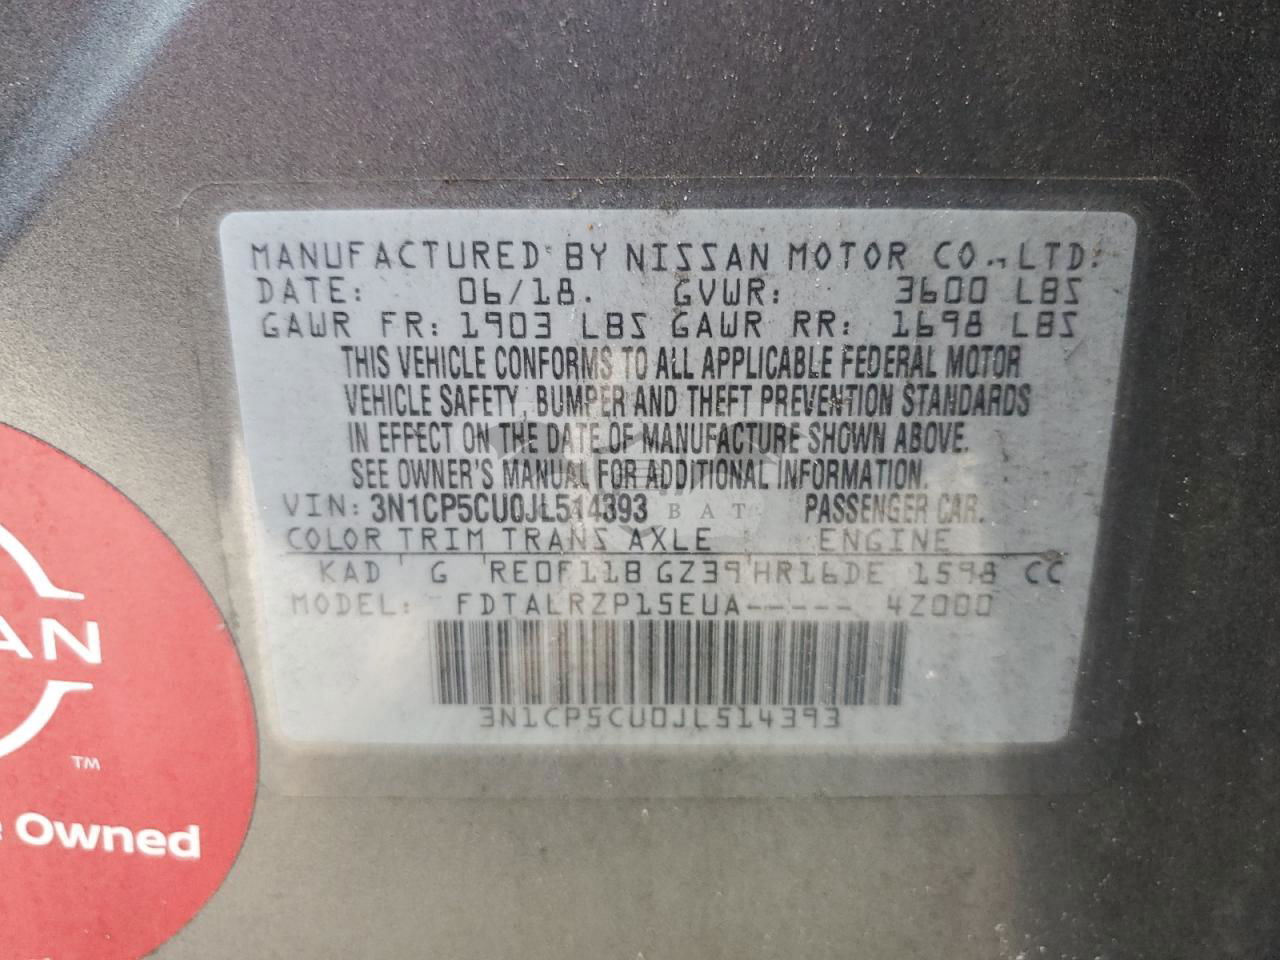 MANUFACTURED BY NISSAN MOTOR CO., LTD.
DATE: 06/18. GVWR: 3600 LBS
GAWR FR: 1903 LBS GAWR RR: 1698 LBS
THIS VEHICLE CONFORMS TO ALL APPLICABLE FEDERAL MOTOR
VEHICLE SAFETY, BUMPER AND THEFT PREVENTION STANDARDS
IN EFFECT ON THE DATE OF MANUFACTURE SHOWN ABOVE.
SEE OWNER'S MANUAL FOR ADDITIONAL INFORMATION.
VIN: 3N1CP5CU0JL514393 PASSENGER CAR.
BAT
COLOR TRIM TRANS AXLE ENGINE
KAD G RE0F11B GZ39 HR16DE 1598 CC
MODEL: FDTALRZP15EUA----- 4Z000
3N1CP5CU0JL514393
AN
TM
Owned